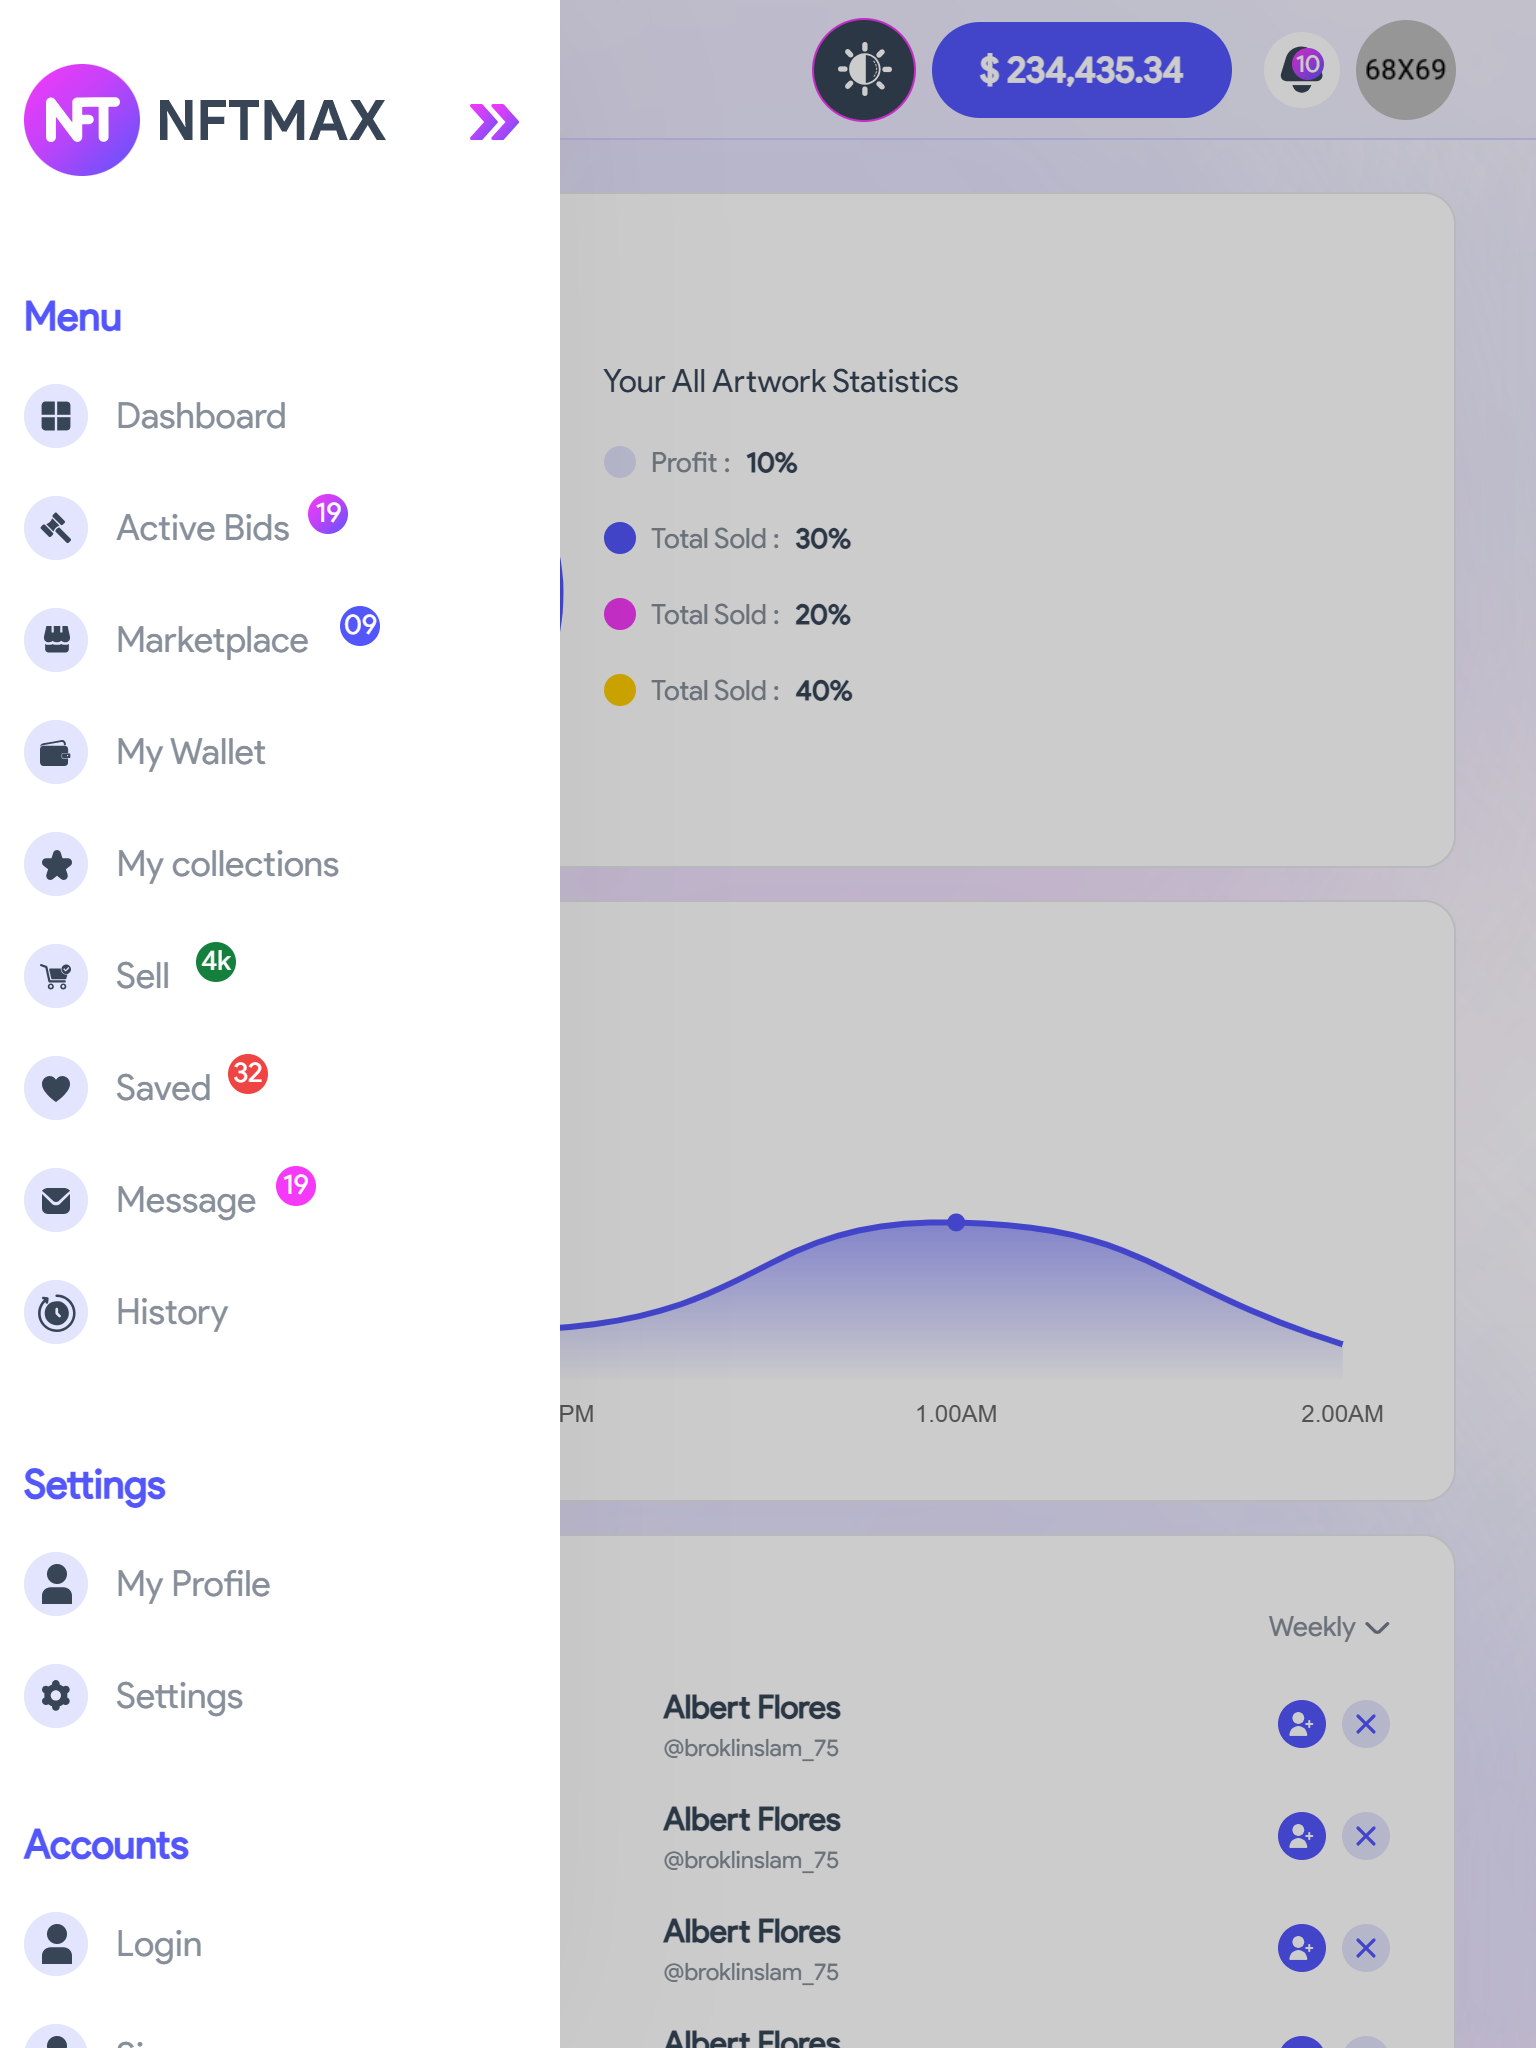 NFT NFTMAX
Menu
Dashboard
Active Bids 19
Marketplace 09
My Wallet
My collections
Sell 4k
Saved 32
Message 19
History
Settings
My Profile
Settings
Accounts
Login
$ 234,435.34
10
68X69
Your All Artwork Statistics
Profit : 10%
Total Sold : 30%
Total Sold : 20%
Total Sold : 40%
PM 1.00AM 2.00AM
Weekly
Albert Flores
@broklinslam_75
Albert Flores
@broklinslam_75
Albert Flores
@broklinslam_75
Albert Flores